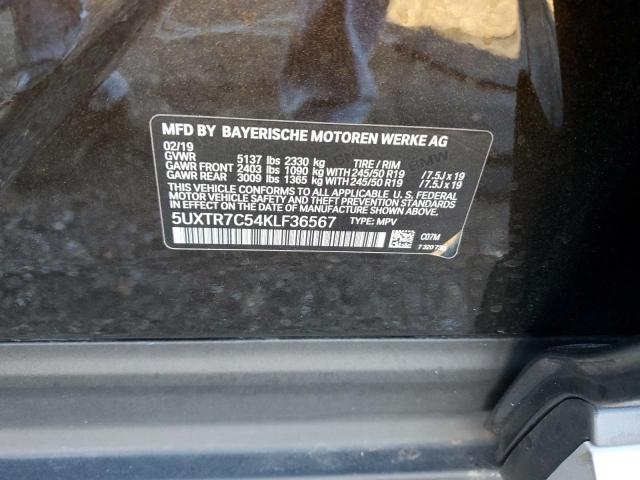 MFD BY BAYERISCHE MOTOREN WERKE AG
02/19
GVWR 5137 lbs 2330 kg TIRE / RIM
GAWR FRONT 2403 lbs 1090 kg WITH 245/50 R19 /7.5J x 19
GAWR REAR 3009 lbs 1365 kg WITH 245/50 R19 /7.5J x 19
THIS VEHICLE CONFORMS TO ALL APPLICABLE U.S. FEDERAL
MOTOR VEHICLE SAFETY, BUMPER, AND THEFT PREVENTION
STANDARDS IN EFFECT ON THE DATE OF MANUFACTURE SHOWN ABOVE.
5UXTR7C54KLF36567 TYPE: MPV
C07M